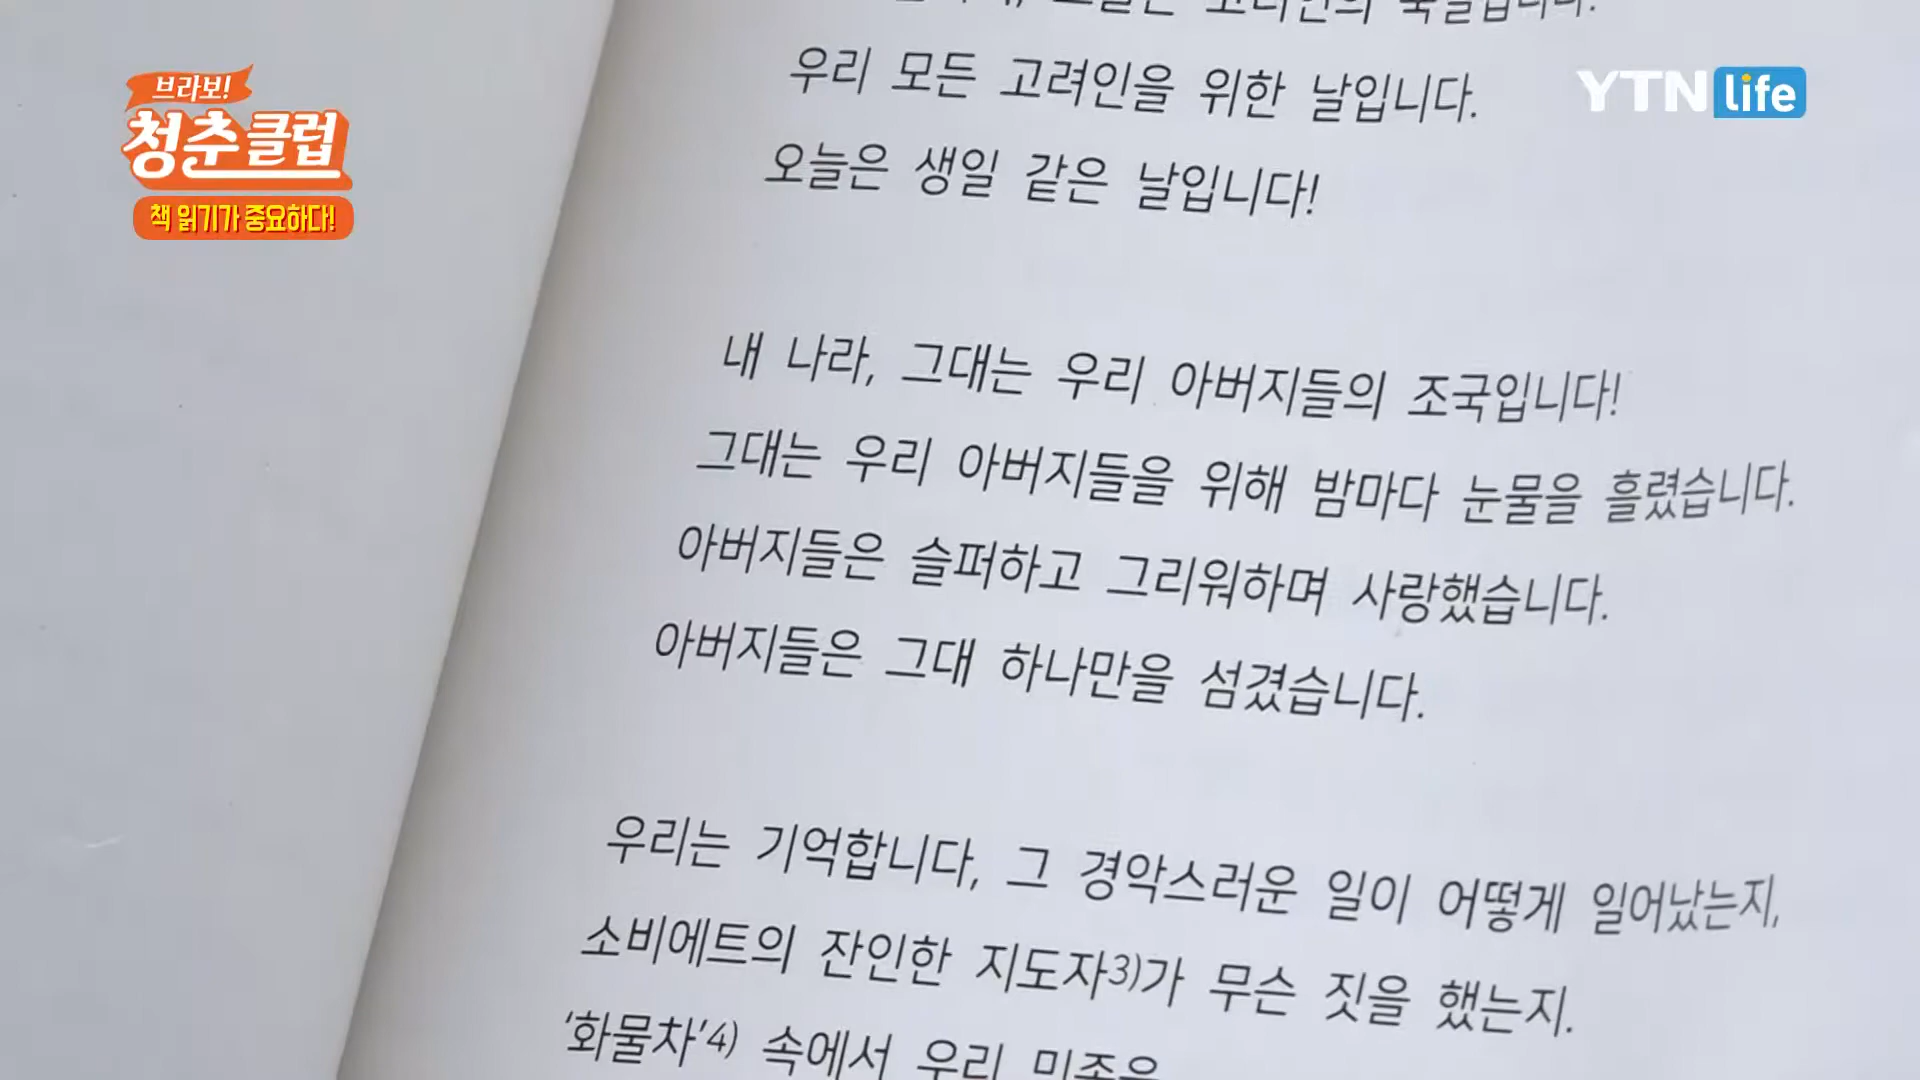 브라보!
청춘클럽
책 읽기가 중요하다!
YTN life
고려인의
우리 모든 고려인을 위한 날입니다.
오늘은 생일 같은 날입니다!
내 나라, 그대는 우리 아버지들의 조국입니다!
그대는 우리 아버지들을 위해 밤마다 눈물을 흘렸습니다.
아버지들은 슬퍼하고 그리워하며 사랑했습니다.
아버지들은 그대 하나만을 섬겼습니다.
우리는 기억합니다, 그 경악스러운 일이 어떻게 일어났는지,
소비에트의 잔인한 지도자3)가 무슨 짓을 했는지.
‘화물차’4) 속에서 우리 민족은